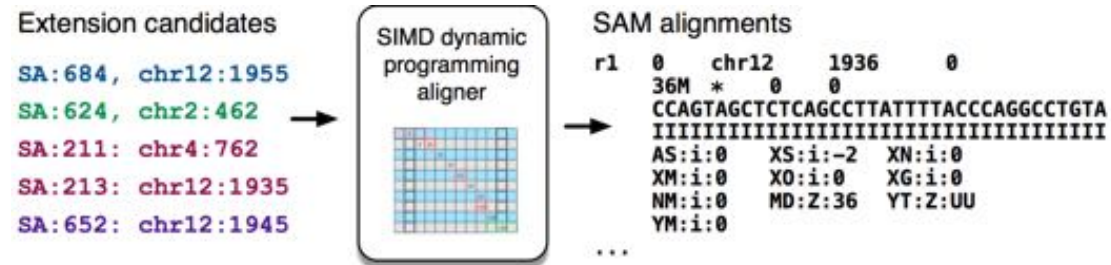 Extension candidates
SA:684, chr12:1955
SA:624, chr2:462
SA:211: chr4:762
SA:213: chr12:1935
SA:652: chr12:1945
SIMD dynamic
programming
aligner
SAM alignments
r1 0 chr12 1936 0
36M * 0 0
CCAGTAGCTCTCAGCCTTATTTTACCCAGGCCTGTA
IIIIIIIIIIIIIIIIIIIIIIIIIIIIIIIIIIII
AS:i:0 XS:i:-2 XN:i:0
XM:i:0 XO:i:0 XG:i:0
NM:i:0 MD:Z:36 YT:Z:UU
YM:i:0
...